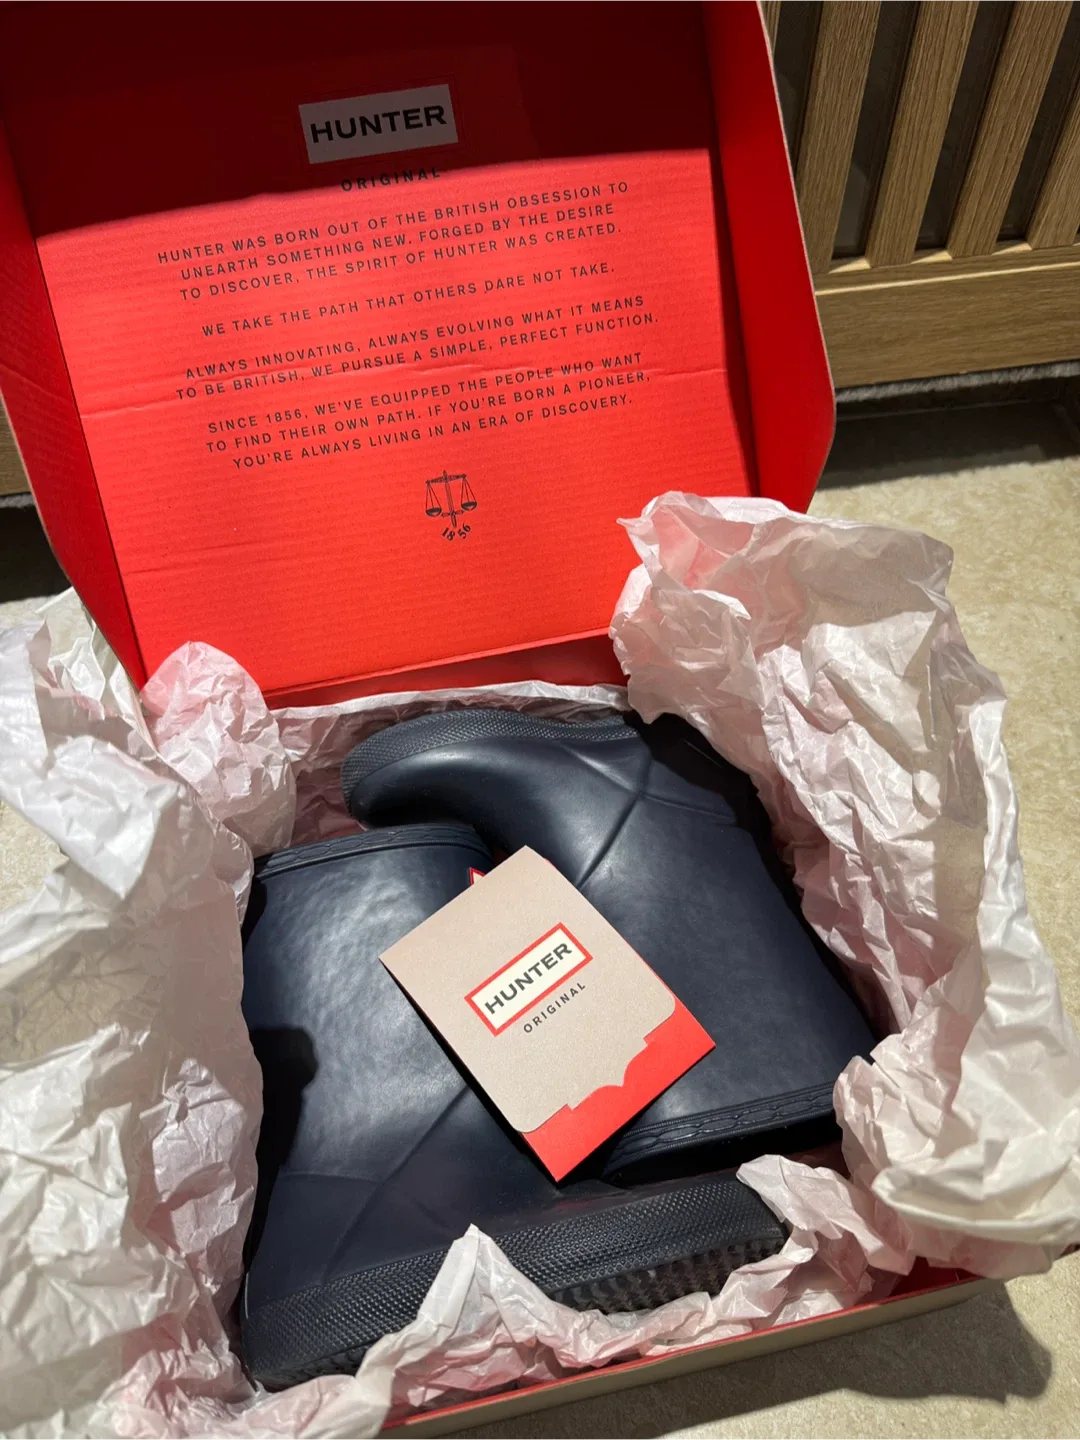 HUNTER
ORIGINAL
HUNTER WAS BORN OUT OF THE BRITISH OBSESSION TO
UNEARTH SOMETHING NEW. FORGED BY THE DESIRE
TO DISCOVER, THE SPIRIT OF HUNTER WAS CREATED.
WE TAKE THE PATH THAT OTHERS DARE NOT TAKE.
ALWAYS INNOVATING, ALWAYS EVOLVING WHAT IT MEANS
TO BE BRITISH, WE PURSUE A SIMPLE, PERFECT FUNCTION.
SINCE 1856, WE'VE EQUIPPED THE PEOPLE WHO WANT
TO FIND THEIR OWN PATH. IF YOU'RE BORN A PIONEER,
YOU'RE ALWAYS LIVING IN AN ERA OF DISCOVERY.
1856
HUNTER
ORIGINAL